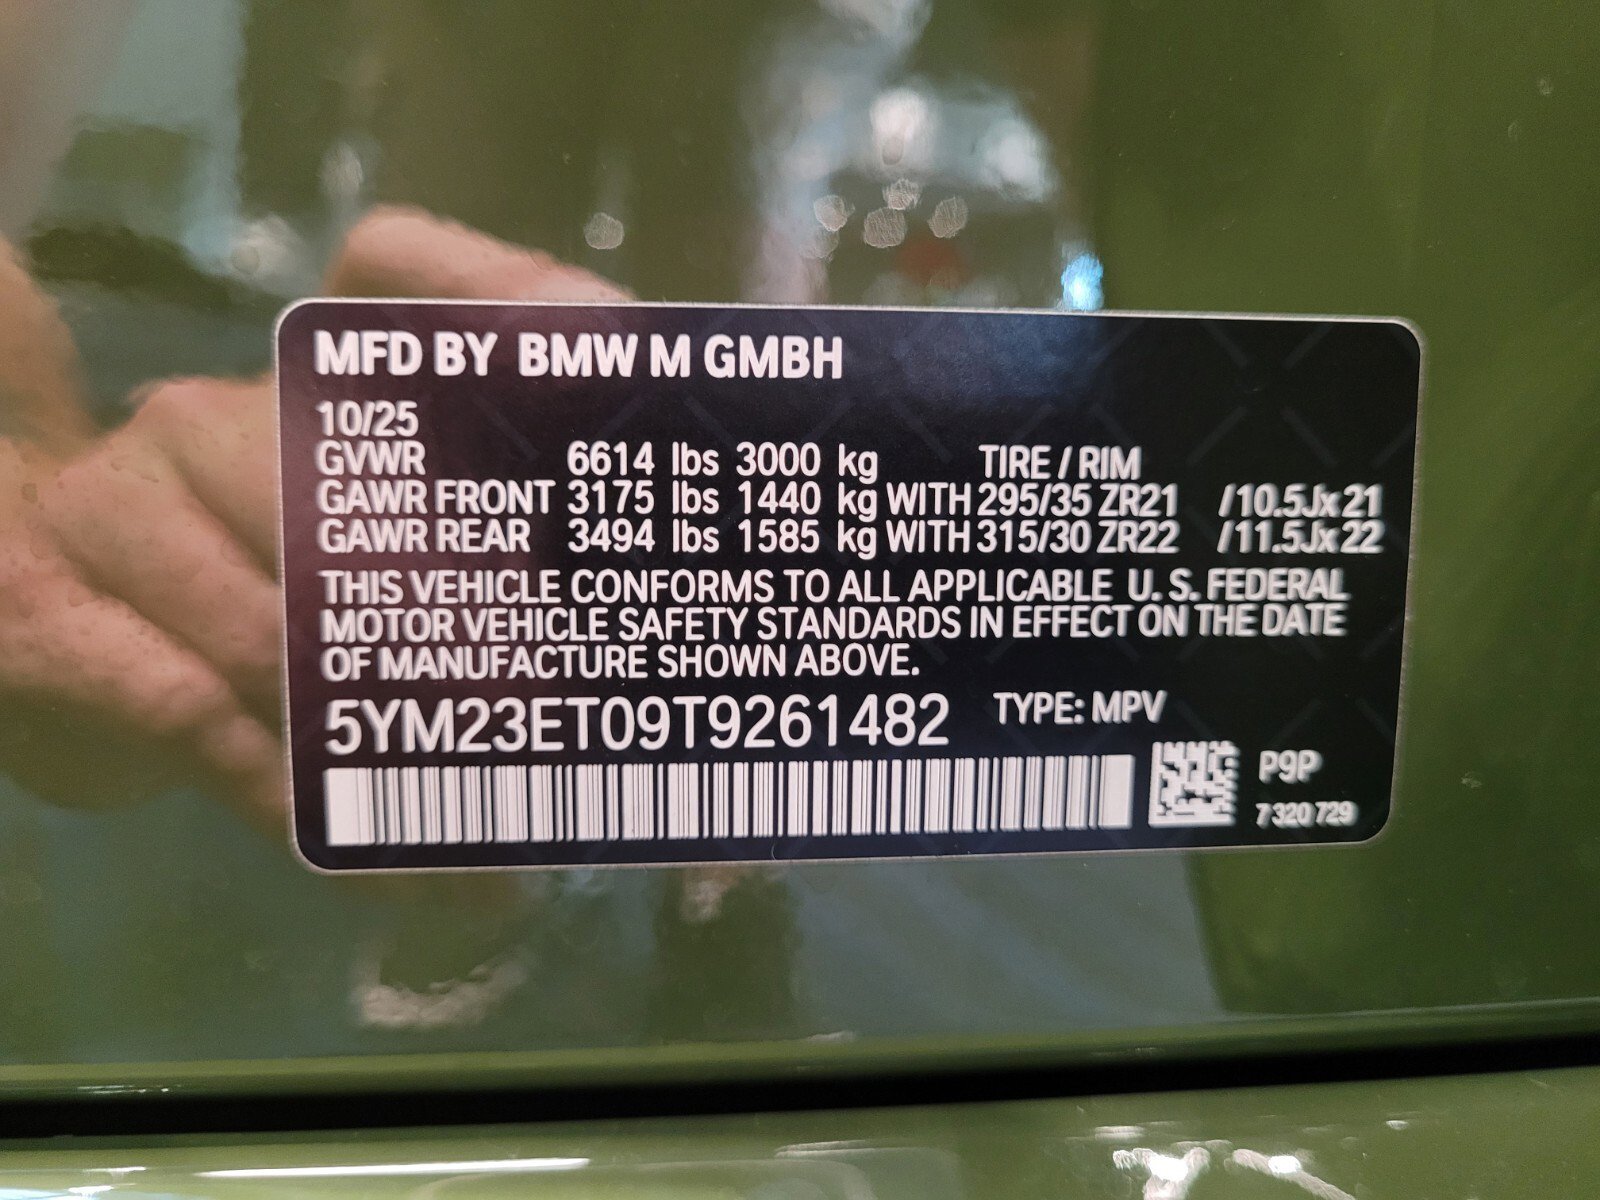 MFD BY BMW M GMBH
10/25
GVWR 6614 lbs 3000 kg TIRE / RIM
GAWR FRONT 3175 lbs 1440 kg WITH 295/35 ZR21 /10.5Jx21
GAWR REAR 3494 lbs 1585 kg WITH 315/30 ZR22 /11.5Jx22
THIS VEHICLE CONFORMS TO ALL APPLICABLE U. S. FEDERAL
MOTOR VEHICLE SAFETY STANDARDS IN EFFECT ON THE DATE
OF MANUFACTURE SHOWN ABOVE.
5YM23ET09T9261482 TYPE: MPV
P9P
7 320 729